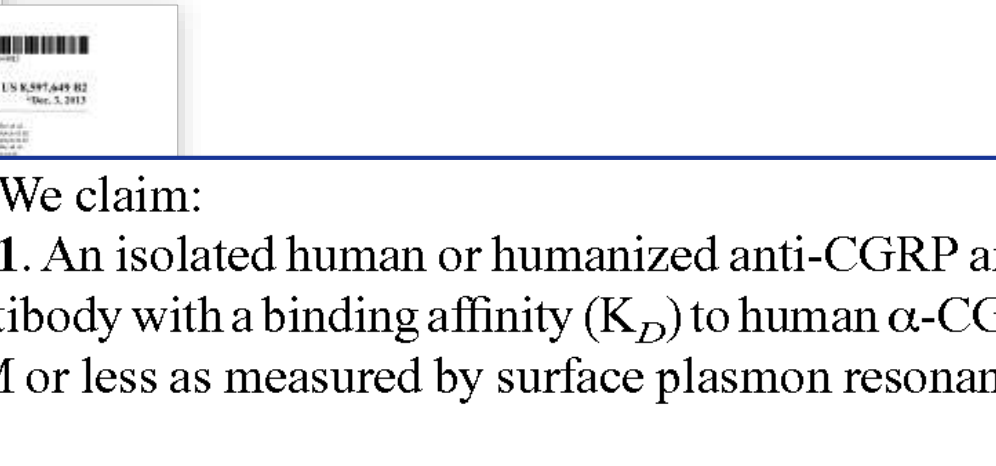 US 8,597,649 B2
*Dec. 3, 2013
We claim:
1. An isolated human or humanized anti-CGRP
tibody with a binding affinity (K_D) to human α-CG
or less as measured by surface plasmon resonan